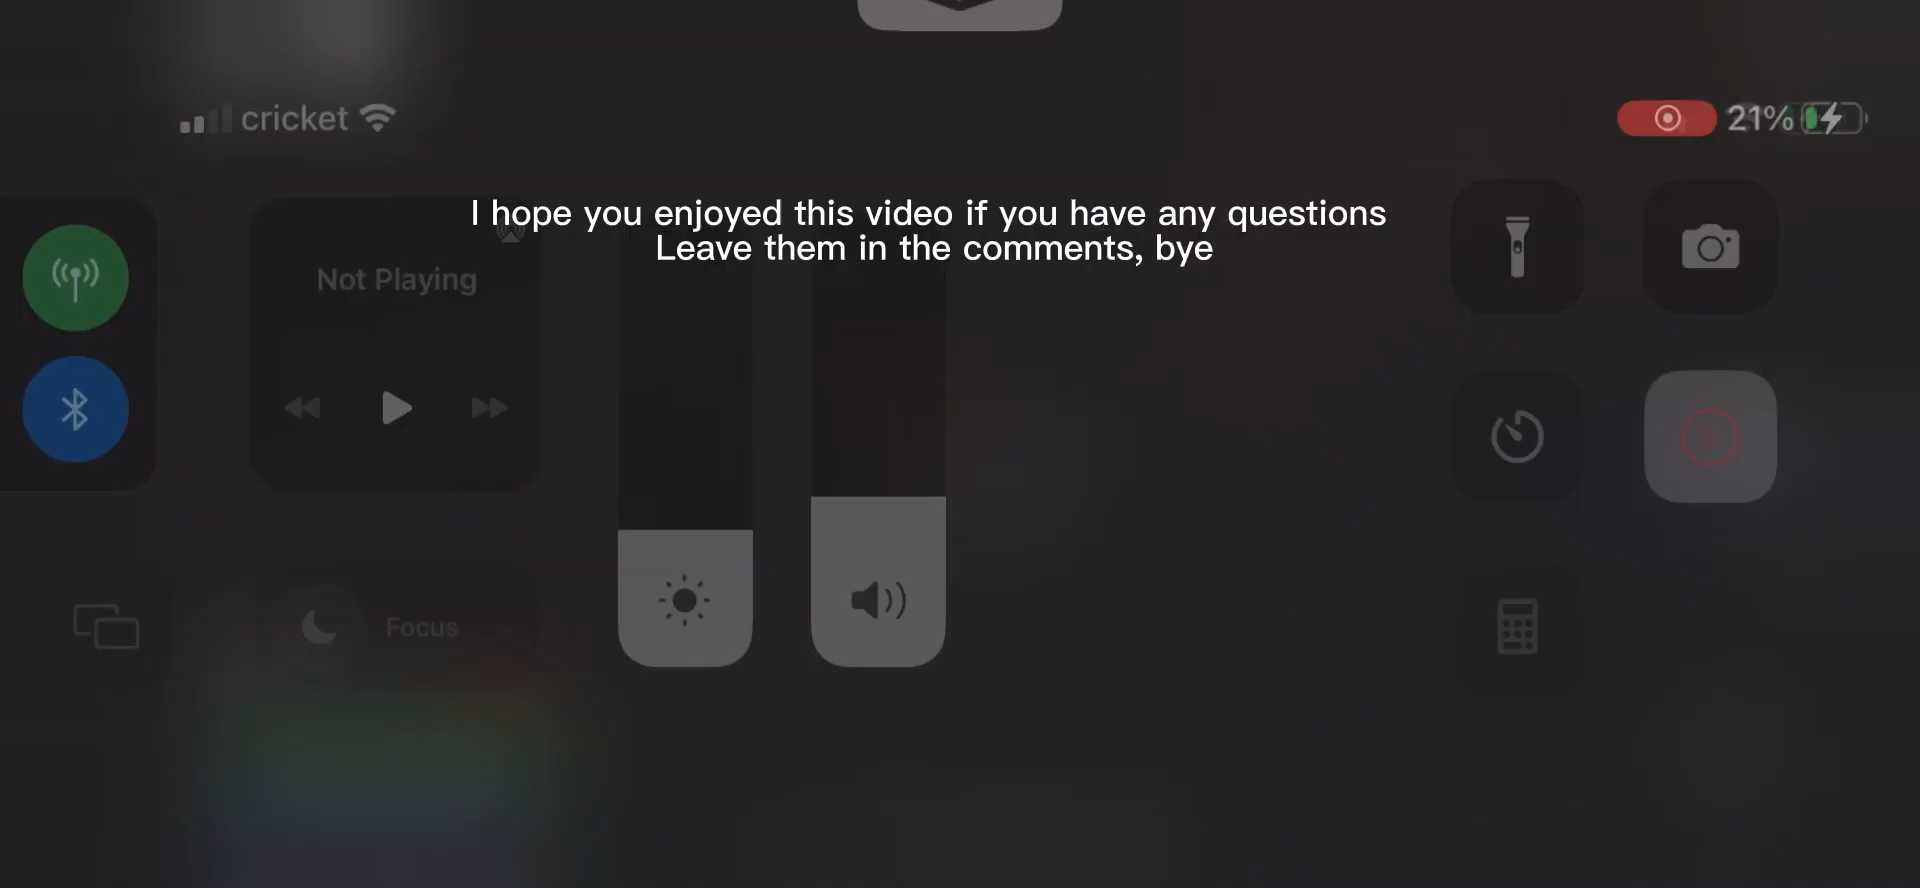 cricket
21%
I hope you enjoyed this video if you have any questions
Leave them in the comments, bye
Not Playing
Focus